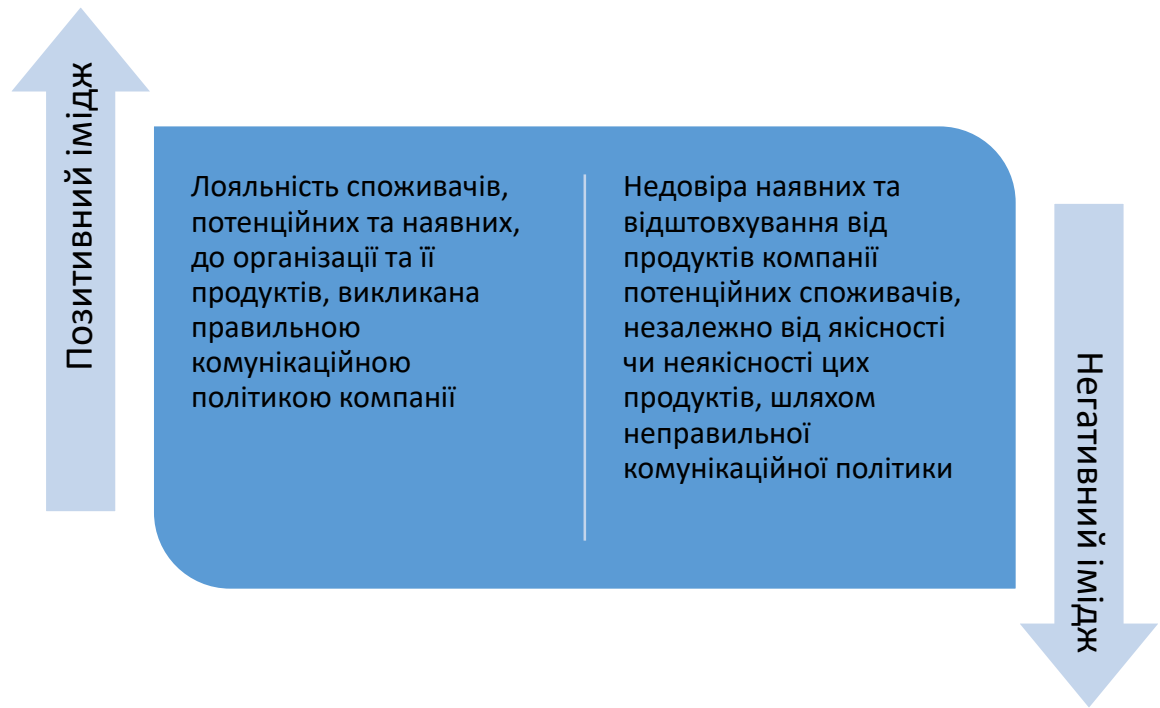 Позитивний імідж
Лояльність споживачів,
потенційних та наявних,
до організації та її
продуктів, викликана
правильною
комунікаційною
політикою компанії
Недовіра наявних та
відштовхування від
продуктів компанії
потенційних споживачів,
незалежно від якісності
чи неякісності цих
продуктів, шляхом
неправильної
комунікаційної політики
Негативний імідж